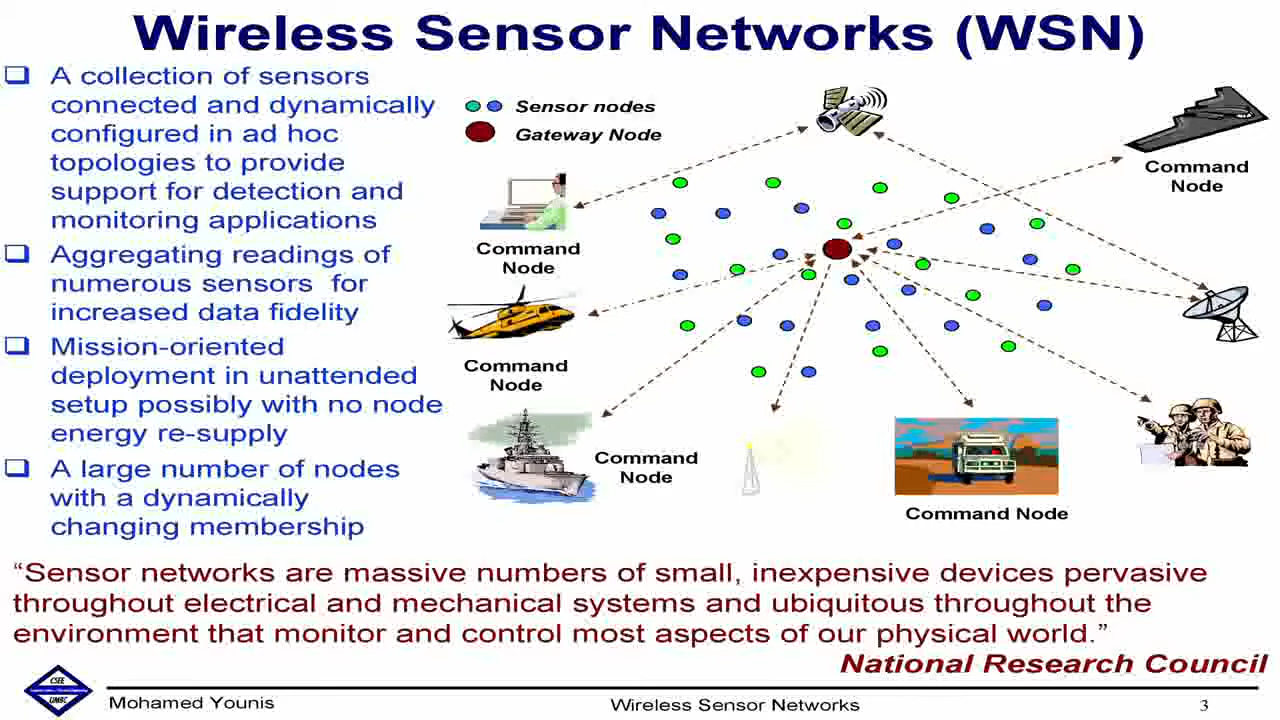 Wireless Sensor Networks (WSN)
❑ A collection of sensors
connected and dynamically
configured in ad hoc
topologies to provide
support for detection and
monitoring applications
❑ Aggregating readings of
numerous sensors for
increased data fidelity
❑ Mission-oriented
deployment in unattended
setup possibly with no node
energy re-supply
❑ A large number of nodes
with a dynamically
changing membership
Sensor nodes
Gateway Node
Command
Node
Command
Node
Command
Node
Command
Node
Command Node
“Sensor networks are massive numbers of small, inexpensive devices pervasive
throughout electrical and mechanical systems and ubiquitous throughout the
environment that monitor and control most aspects of our physical world.”
National Research Council
CSEE
UMBC
Mohamed Younis
Wireless Sensor Networks
3